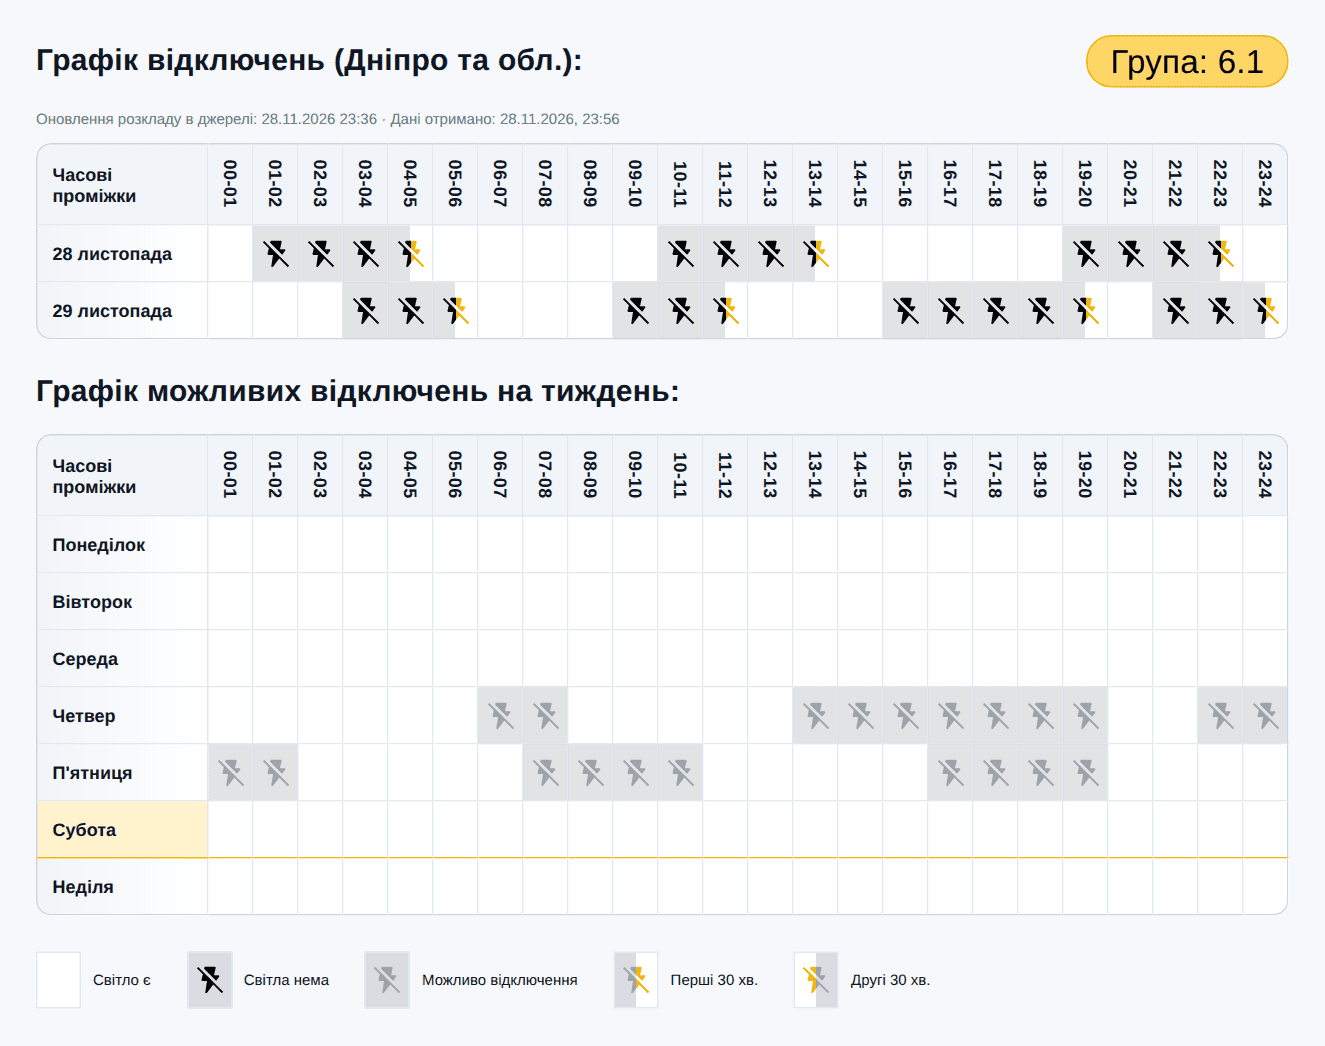 Графік відключень (Дніпро та обл.):
Група: 6.1
Оновлення розкладу в джерелі: 28.11.2026 23:36 · Дані отримано: 28.11.2026, 23:56
Часові проміжки 00-01 01-02 02-03 03-04 04-05 05-06 06-07 07-08 08-09 09-10 10-11 11-12 12-13 13-14 14-15 15-16 16-17 17-18 18-19 19-20 20-21 21-22 22-23 23-24
28 листопада
29 листопада
Графік можливих відключень на тиждень:
Часові проміжки 00-01 01-02 02-03 03-04 04-05 05-06 06-07 07-08 08-09 09-10 10-11 11-12 12-13 13-14 14-15 15-16 16-17 17-18 18-19 19-20 20-21 21-22 22-23 23-24
Понеділок
Вівторок
Середа
Четвер
П'ятниця
Субота
Неділя
Світло є Світла нема Можливо відключення Перші 30 хв. Другі 30 хв.